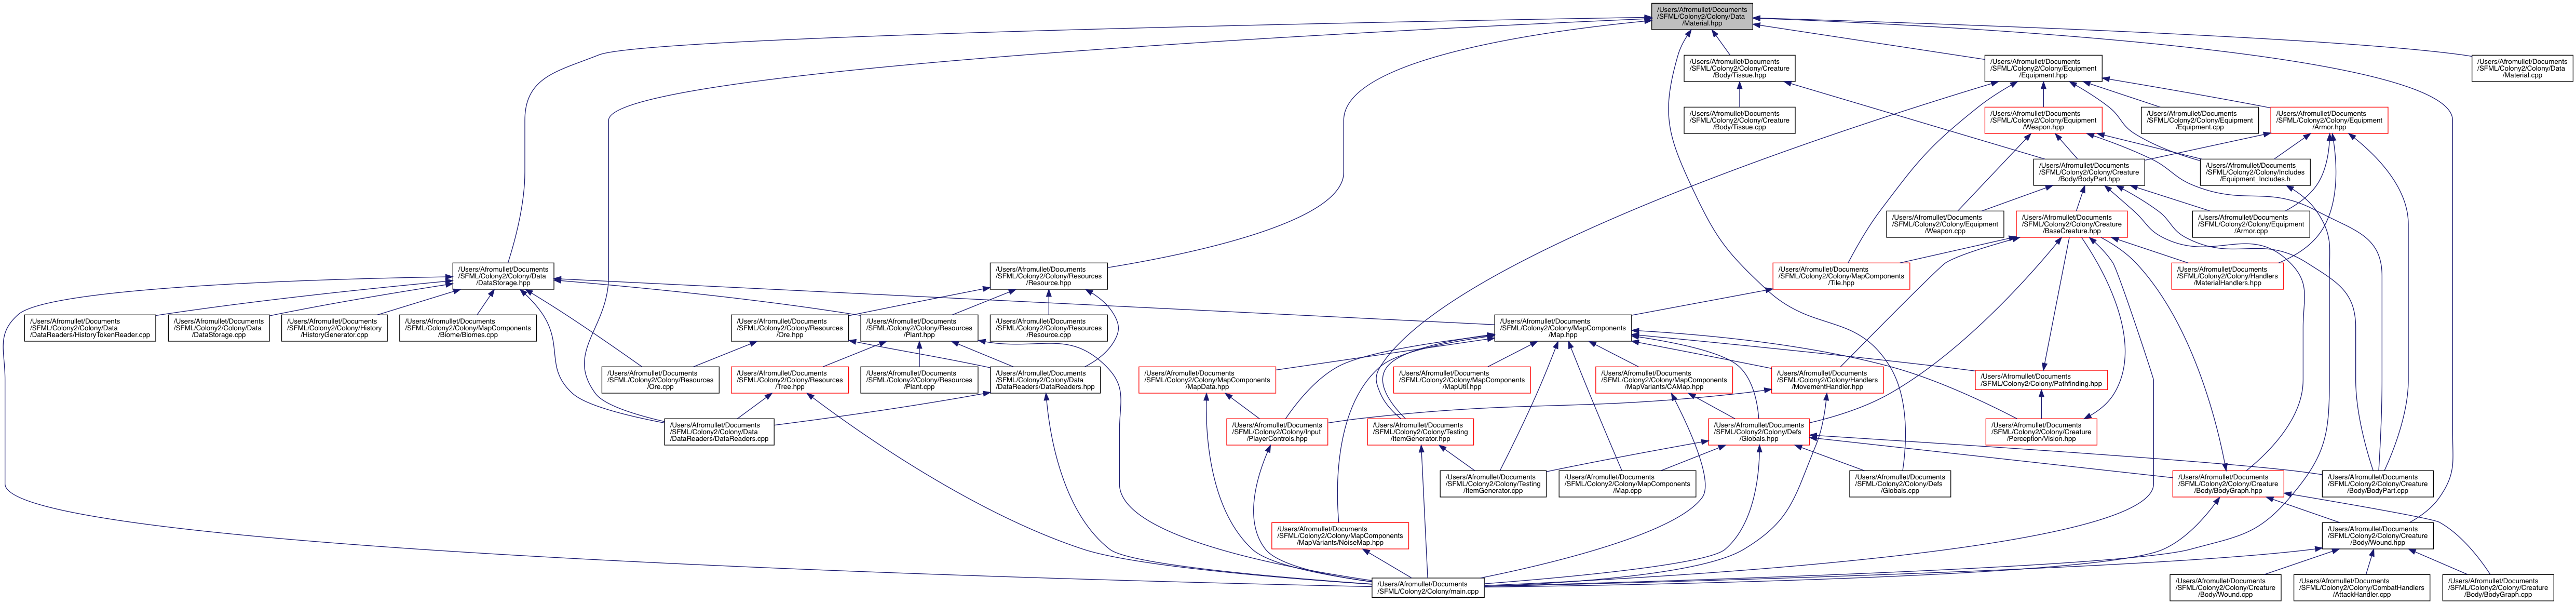 /Users/Afromullet/Documents
/SFML/Colony2/Colony/Data
/Material.hpp
/Users/Afromullet/Documents
/SFML/Colony2/Colony/Creature
/Body/Tissue.hpp
/Users/Afromullet/Documents
/SFML/Colony2/Colony/Equipment
/Equipment.hpp
/Users/Afromullet/Documents
/SFML/Colony2/Colony/Data
/Material.cpp
/Users/Afromullet/Documents
/SFML/Colony2/Colony/Creature
/Body/Tissue.cpp
/Users/Afromullet/Documents
/SFML/Colony2/Colony/Equipment
/Weapon.hpp
/Users/Afromullet/Documents
/SFML/Colony2/Colony/Equipment
/Equipment.cpp
/Users/Afromullet/Documents
/SFML/Colony2/Colony/Equipment
/Armor.hpp
/Users/Afromullet/Documents
/SFML/Colony2/Colony/Creature
/Body/BodyPart.hpp
/Users/Afromullet/Documents
/SFML/Colony2/Colony/Includes
/Equipment_Includes.h
/Users/Afromullet/Documents
/SFML/Colony2/Colony/Equipment
/Weapon.cpp
/Users/Afromullet/Documents
/SFML/Colony2/Colony/Creature
/BaseCreature.hpp
/Users/Afromullet/Documents
/SFML/Colony2/Colony/Equipment
/Armor.cpp
/Users/Afromullet/Documents
/SFML/Colony2/Colony/Data
/DataStorage.hpp
/Users/Afromullet/Documents
/SFML/Colony2/Colony/Resources
/Resource.hpp
/Users/Afromullet/Documents
/SFML/Colony2/Colony/MapComponents
/Tile.hpp
/Users/Afromullet/Documents
/SFML/Colony2/Colony/Handlers
/MaterialHandlers.hpp
/Users/Afromullet/Documents
/SFML/Colony2/Colony/Data
/DataReaders/HistoryTokenReader.cpp
/Users/Afromullet/Documents
/SFML/Colony2/Colony/Data
/DataStorage.cpp
/Users/Afromullet/Documents
/SFML/Colony2/Colony/History
/HistoryGenerator.cpp
/Users/Afromullet/Documents
/SFML/Colony2/Colony/MapComponents
/Biome/Biomes.cpp
/Users/Afromullet/Documents
/SFML/Colony2/Colony/Resources
/Ore.hpp
/Users/Afromullet/Documents
/SFML/Colony2/Colony/Resources
/Plant.hpp
/Users/Afromullet/Documents
/SFML/Colony2/Colony/Resources
/Resource.cpp
/Users/Afromullet/Documents
/SFML/Colony2/Colony/MapComponents
/Map.hpp
/Users/Afromullet/Documents
/SFML/Colony2/Colony/Resources
/Ore.cpp
/Users/Afromullet/Documents
/SFML/Colony2/Colony/Resources
/Tree.hpp
/Users/Afromullet/Documents
/SFML/Colony2/Colony/Resources
/Plant.cpp
/Users/Afromullet/Documents
/SFML/Colony2/Colony/Data
/DataReaders/DataReaders.hpp
/Users/Afromullet/Documents
/SFML/Colony2/Colony/MapComponents
/MapData.hpp
/Users/Afromullet/Documents
/SFML/Colony2/Colony/MapComponents
/MapUtil.hpp
/Users/Afromullet/Documents
/SFML/Colony2/Colony/MapComponents
/MapVariants/CAMap.hpp
/Users/Afromullet/Documents
/SFML/Colony2/Colony/Handlers
/MovementHandler.hpp
/Users/Afromullet/Documents
/SFML/Colony2/Colony/Pathfinding.hpp
/Users/Afromullet/Documents
/SFML/Colony2/Colony/Data
/DataReaders/DataReaders.cpp
/Users/Afromullet/Documents
/SFML/Colony2/Colony/Input
/PlayerControls.hpp
/Users/Afromullet/Documents
/SFML/Colony2/Colony/Testing
/ItemGenerator.hpp
/Users/Afromullet/Documents
/SFML/Colony2/Colony/Defs
/Globals.hpp
/Users/Afromullet/Documents
/SFML/Colony2/Colony/Creature
/Perception/Vision.hpp
/Users/Afromullet/Documents
/SFML/Colony2/Colony/Testing
/ItemGenerator.cpp
/Users/Afromullet/Documents
/SFML/Colony2/Colony/MapComponents
/Map.cpp
/Users/Afromullet/Documents
/SFML/Colony2/Colony/Defs
/Globals.cpp
/Users/Afromullet/Documents
/SFML/Colony2/Colony/Creature
/Body/BodyGraph.hpp
/Users/Afromullet/Documents
/SFML/Colony2/Colony/Creature
/Body/BodyPart.cpp
/Users/Afromullet/Documents
/SFML/Colony2/Colony/MapComponents
/MapVariants/NoiseMap.hpp
/Users/Afromullet/Documents
/SFML/Colony2/Colony/Creature
/Body/Wound.hpp
/Users/Afromullet/Documents
/SFML/Colony2/Colony/main.cpp
/Users/Afromullet/Documents
/SFML/Colony2/Colony/Creature
/Body/Wound.cpp
/Users/Afromullet/Documents
/SFML/Colony2/Colony/CombatHandlers
/AttackHandler.cpp
/Users/Afromullet/Documents
/SFML/Colony2/Colony/Creature
/Body/BodyGraph.cpp